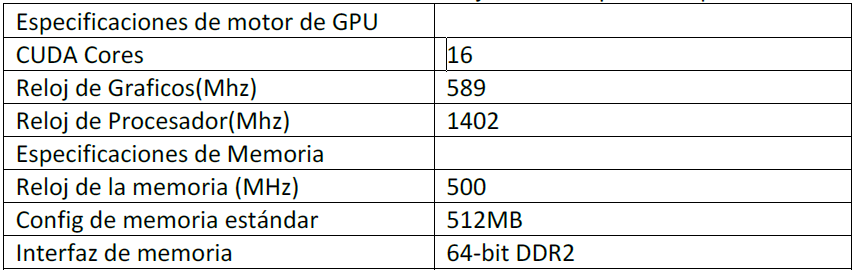 Especificaciones de motor de GPU
CUDA Cores 16
Reloj de Graficos(Mhz) 589
Reloj de Procesador(Mhz) 1402
Especificaciones de Memoria
Reloj de la memoria (MHz) 500
Config de memoria estándar 512MB
Interfaz de memoria 64-bit DDR2